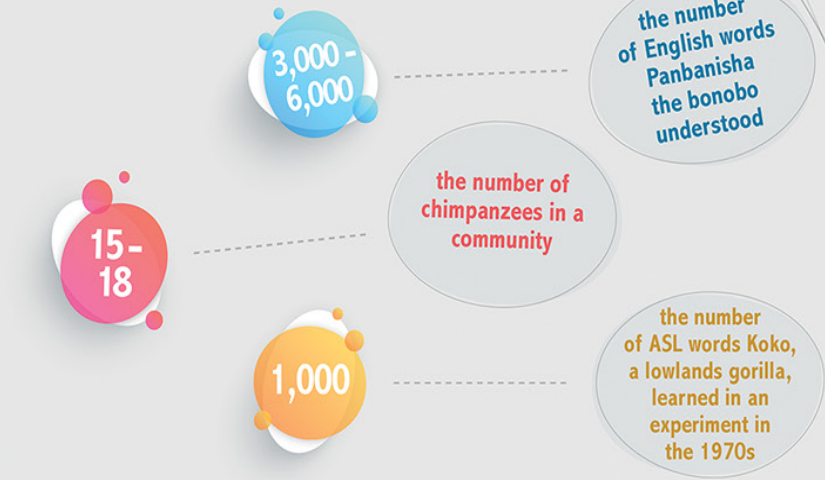 3,000 –
6,000
the number
of English words
Panbanisha
the bonobo
understood
15-
18
the number of
chimpanzees in a
community
1,000
the number
of ASL words Koko,
a lowlands gorilla,
learned in an
experiment in
the 1970s